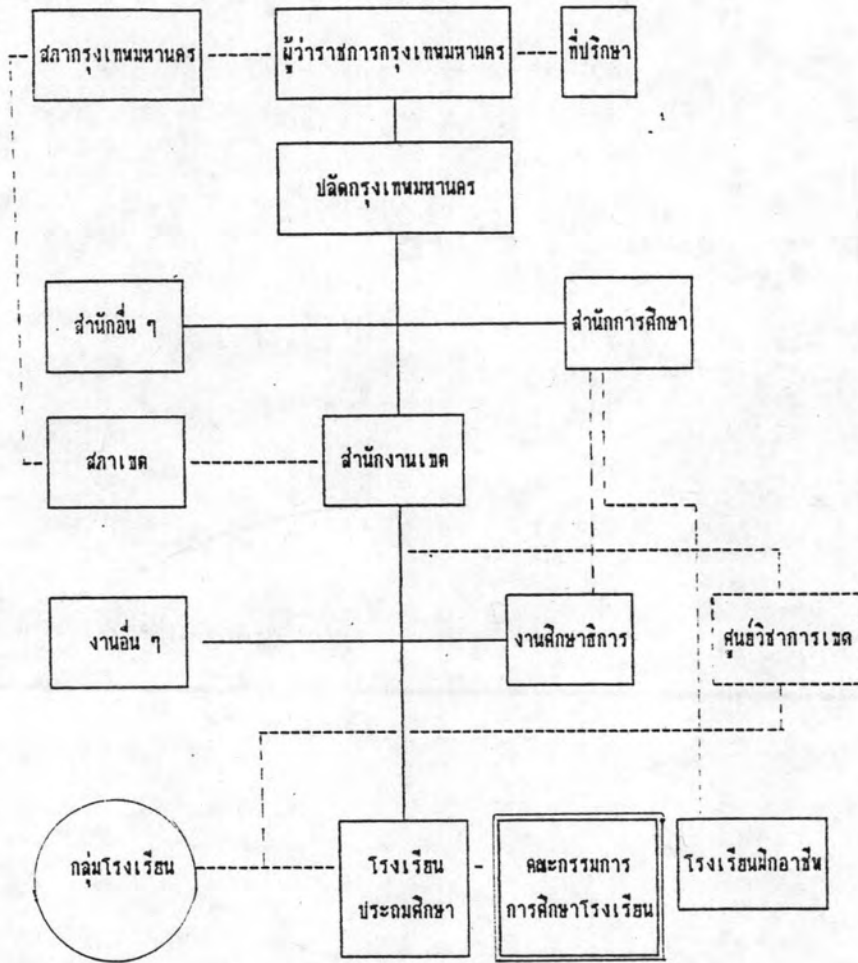 สภากรุงเทพมหานคร
ผู้ว่าราชการกรุงเทพมหานคร
ที่ปรึกษา
ปลัดกรุงเทพมหานคร
สำนักอื่น ๆ
สำนักการศึกษา
สภาเขต
สำนักงานเขต
งานอื่น ๆ
งานศึกษาธิการ
ศูนย์วิชาการเขต
กลุ่มโรงเรียน
โรงเรียน
ประถมศึกษา
คณะกรรมการ
การศึกษาโรงเรียน
โรงเรียนฝึกอาชีพ